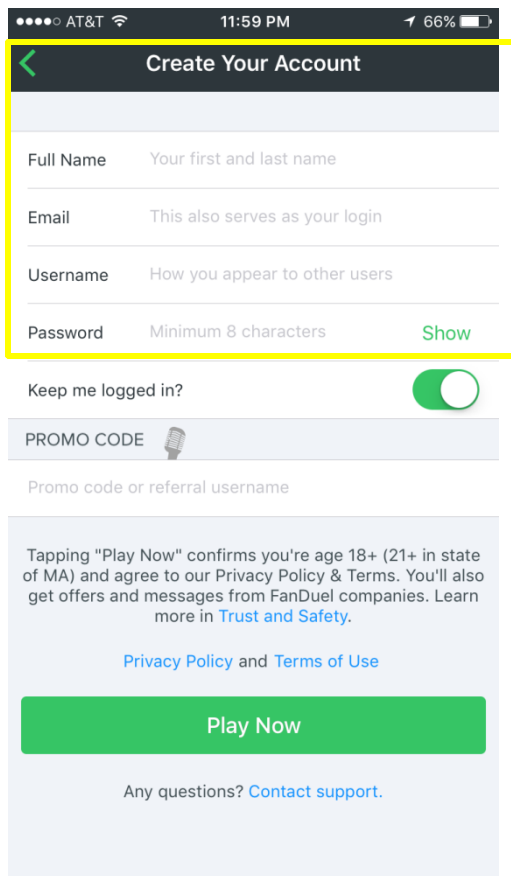 AT&T 11:59 PM 66%
Create Your Account
Full Name Your first and last name
Email This also serves as your login
Username How you appear to other users
Password Minimum 8 characters Show
Keep me logged in?
PROMO CODE
Promo code or referral username
Tapping "Play Now" confirms you're age 18+ (21+ in state
of MA) and agree to our Privacy Policy & Terms. You'll also
get offers and messages from FanDuel companies. Learn
more in Trust and Safety.
Privacy Policy and Terms of Use
Play Now
Any questions? Contact support.